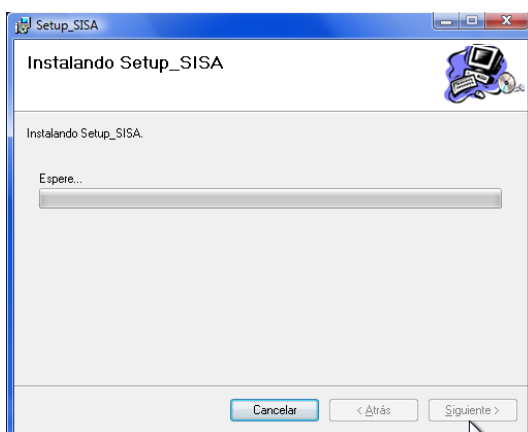 Setup_SISA
Instalando Setup_SISA
Instalando Setup_SISA.
Espere...
Cancelar
< Atrás
Siguiente >